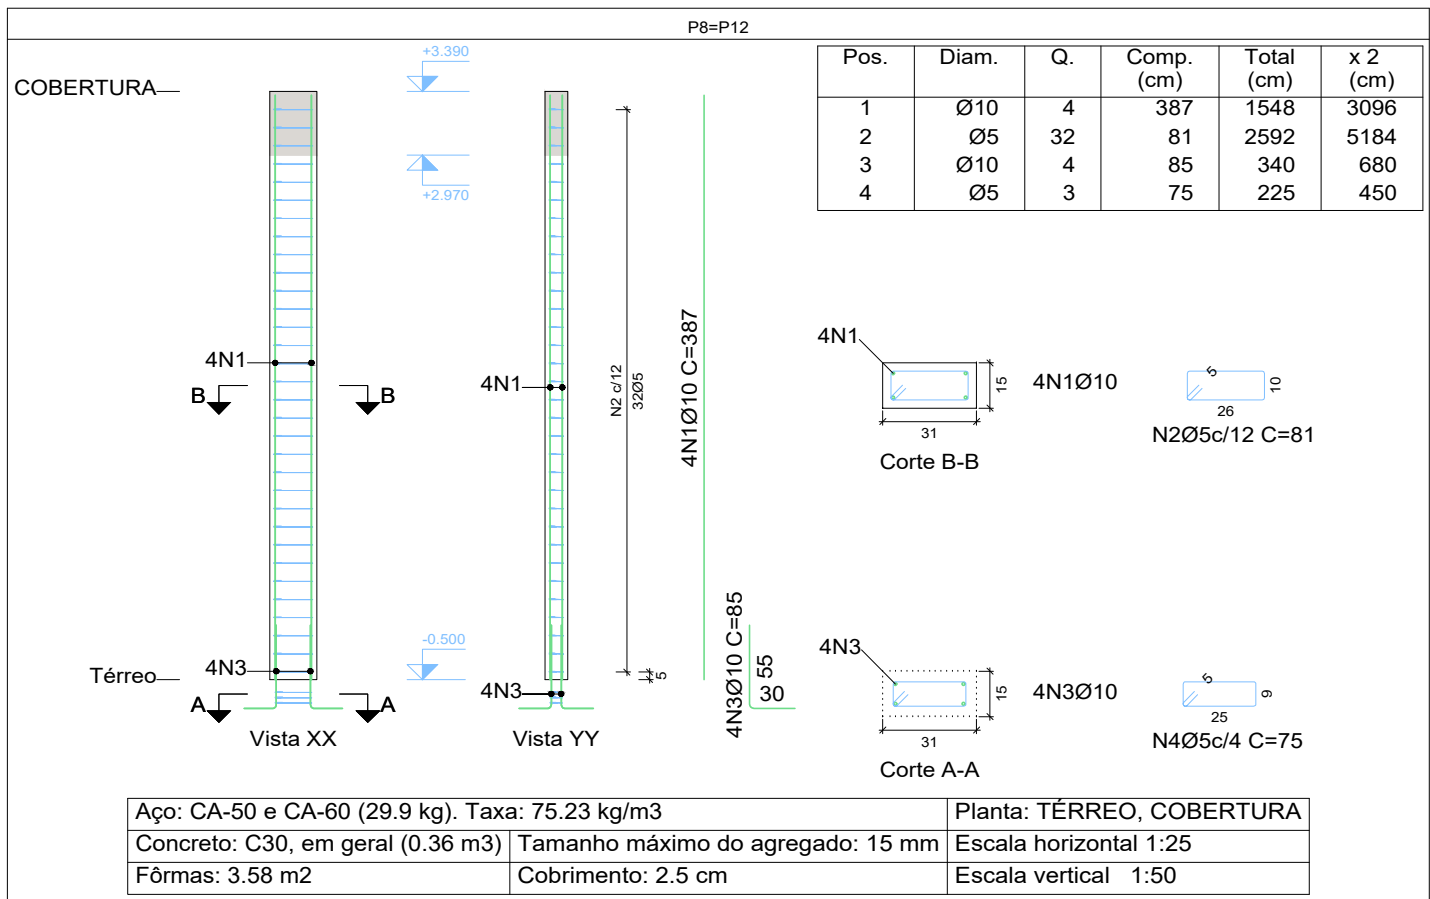 P8=P12
COBERTURA
+3.390
+2.970
Pos. Diam. Q. Comp. (cm) Total (cm) x 2 (cm)
1 Ø10 4 387 1548 3096
2 Ø5 32 81 2592 5184
3 Ø10 4 85 340 680
4 Ø5 3 75 225 450
4N1
B B
4N1
N2 c/12
32Ø5
4N1Ø10 C=387
4N1
15
31
4N1Ø10
Corte B-B
5
10
26
N2Ø5c/12 C=81
-0.500
Térreo
4N3
A A
4N3
5
Vista XX
Vista YY
4N3Ø10 C=85
55
30
4N3
15
31
4N3Ø10
Corte A-A
5
9
25
N4Ø5c/4 C=75
Aço: CA-50 e CA-60 (29.9 kg). Taxa: 75.23 kg/m3 Planta: TÉRREO, COBERTURA
Concreto: C30, em geral (0.36 m3) Tamanho máximo do agregado: 15 mm Escala horizontal 1:25
Fôrmas: 3.58 m2 Cobrimento: 2.5 cm Escala vertical 1:50